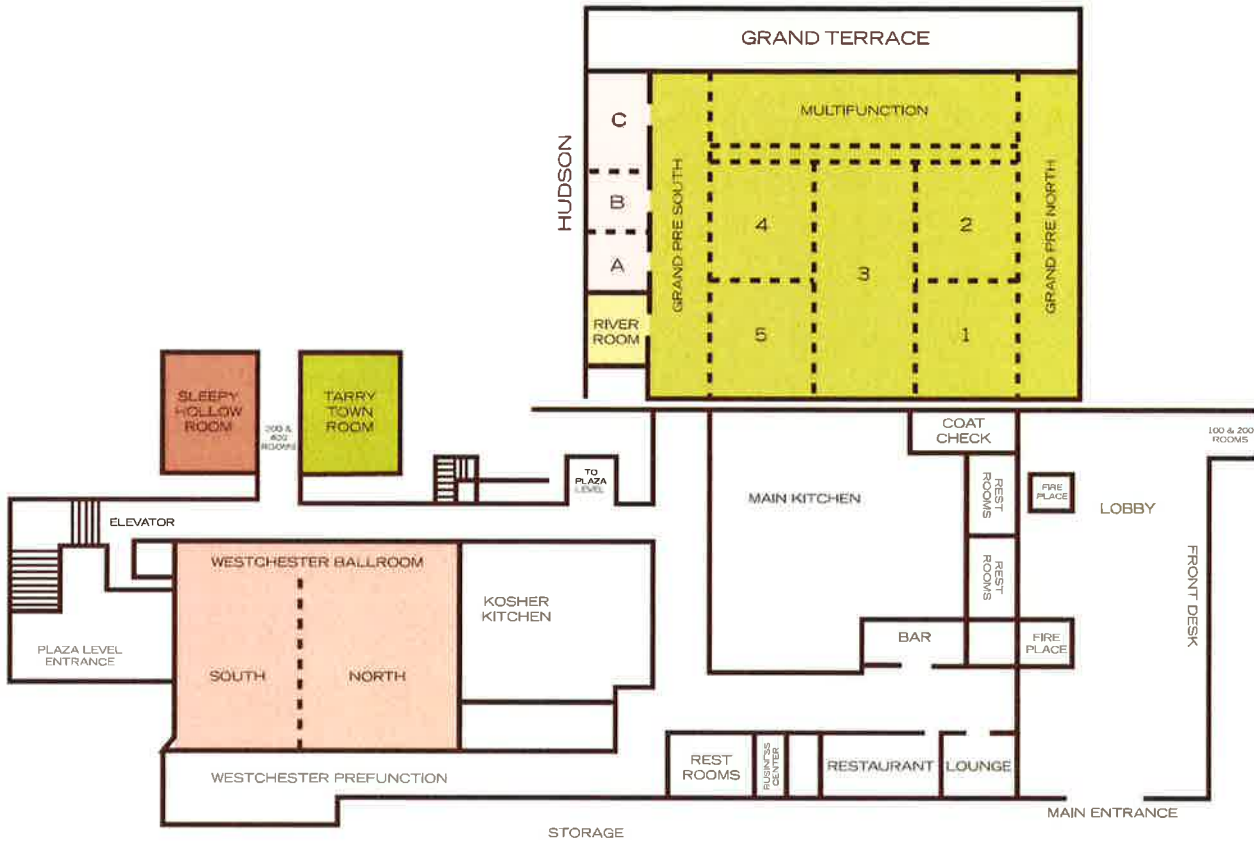 GRAND TERRACE
MULTIFUNCTION
HUDSON
C
B
A
GRAND PRE SOUTH
4
2
3
5
1
GRAND PRE NORTH
RIVER
ROOM
SLEEPY
HOLLOW
ROOM
TARRY
TOWN
ROOM
ROOMS
COAT
CHECK
100 & 200
ROOMS
TO
PLAZA
LEVEL
MAIN KITCHEN
REST
ROOMS
FIRE
PLACE
LOBBY
ELEVATOR
WESTCHESTER BALLROOM
KOSHER
KITCHEN
REST
ROOMS
FRONT DESK
PLAZA LEVEL
ENTRANCE
SOUTH
NORTH
BAR
FIRE
PLACE
WESTCHESTER PREFUNCTION
REST
ROOMS
BUSINESS
CENTER
RESTAURANT
LOUNGE
MAIN ENTRANCE
STORAGE